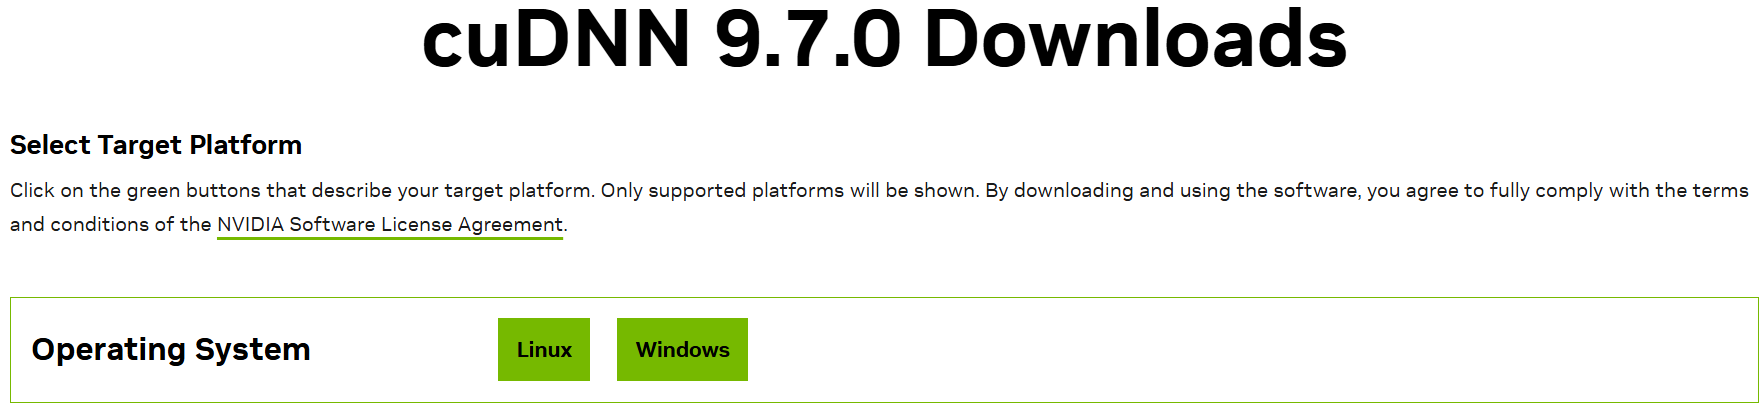 cuDNN 9.7.0 Downloads
Select Target Platform
Click on the green buttons that describe your target platform. Only supported platforms will be shown. By downloading and using the software, you agree to fully comply with the terms
and conditions of the NVIDIA Software License Agreement.
Operating System Linux Windows